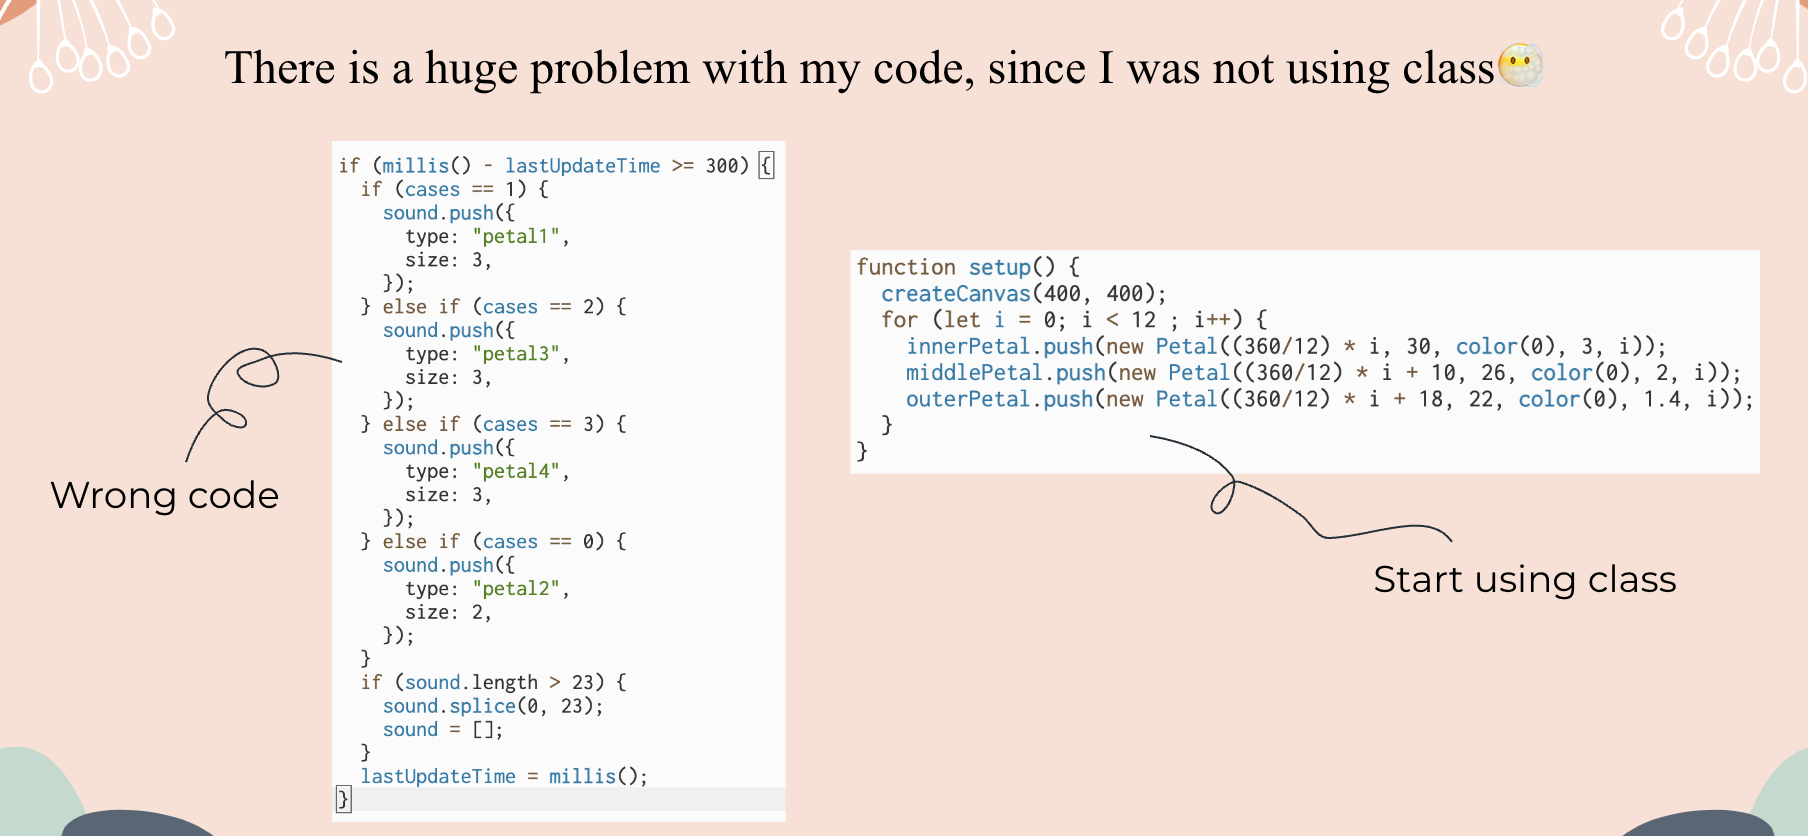 There is a huge problem with my code, since I was not using class😶‍🌫️
if (millis() - lastUpdateTime >= 300) {
  if (cases == 1) {
    sound.push({
      type: "petal1",
      size: 3,
    });
  } else if (cases == 2) {
    sound.push({
      type: "petal3",
      size: 3,
    });
  } else if (cases == 3) {
    sound.push({
      type: "petal4",
      size: 3,
    });
  } else if (cases == 0) {
    sound.push({
      type: "petal2",
      size: 2,
    });
  }
  if (sound.length > 23) {
    sound.splice(0, 23);
    sound = [];
  }
  lastUpdateTime = millis();
}
Wrong code
function setup() {
  createCanvas(400, 400);
  for (let i = 0; i < 12 ; i++) {
    innerPetal.push(new Petal((360/12) * i, 30, color(0), 3, i));
    middlePetal.push(new Petal((360/12) * i + 10, 26, color(0), 2, i));
    outerPetal.push(new Petal((360/12) * i + 18, 22, color(0), 1.4, i));
  }
}
Start using class